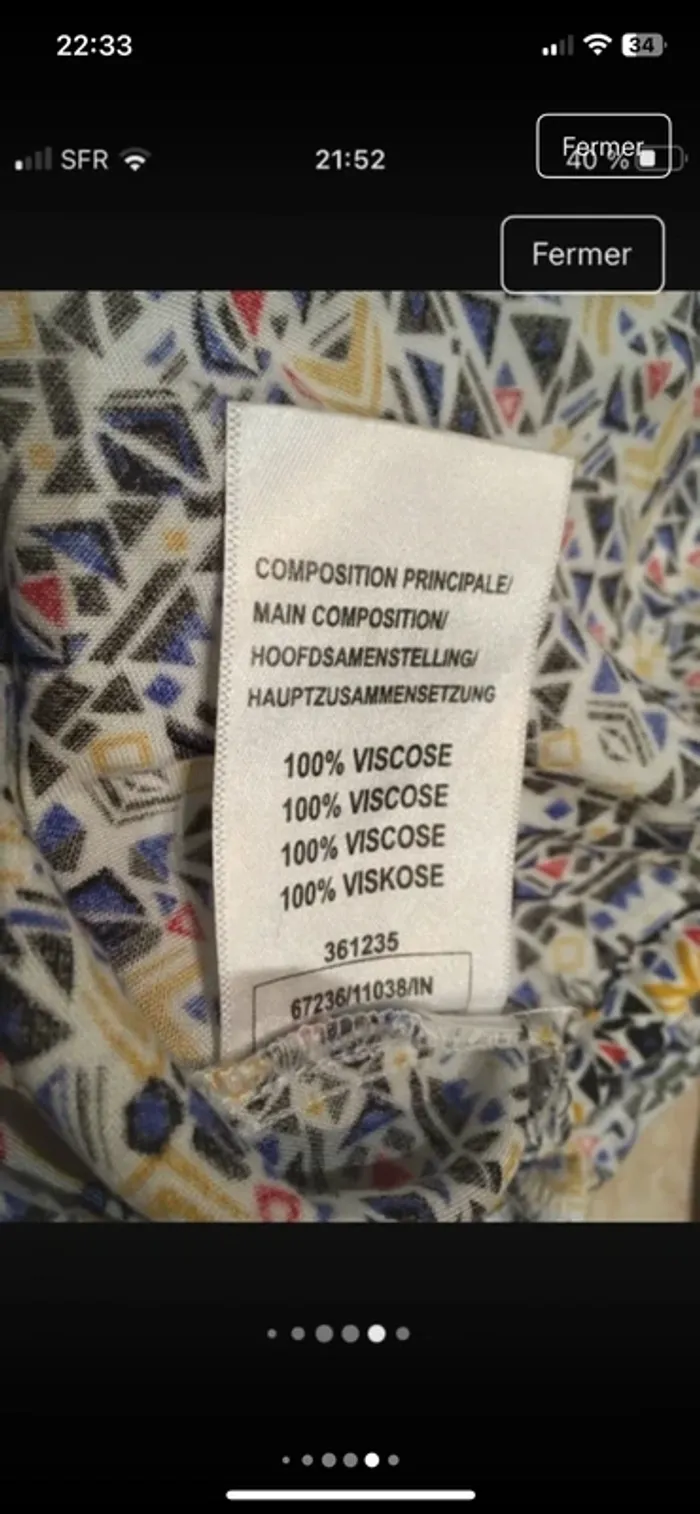 22:33
34
SFR
21:52
40 %
Fermer
Fermer
COMPOSITION PRINCIPALE/
MAIN COMPOSITION/
HOOFDSAMENSTELLING/
HAUPTZUSAMMENSETZUNG
100% VISCOSE
100% VISCOSE
100% VISCOSE
100% VISKOSE
361235
67236/11038/IN